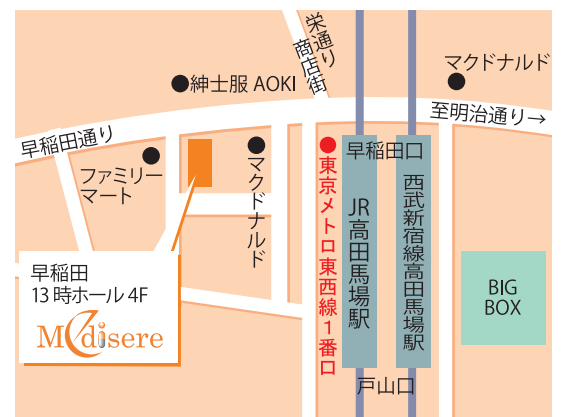 栄通り
商店街
マクドナルド
紳士服 AOKI
至明治通り→
早稲田通り
ファミリー
マート
マクドナルド
早稲田口
東京メトロ東西線1番口
JR高田馬場駅
西武新宿線高田馬場駅
早稲田
13時ホール 4F
Medisere
BIG
BOX
戸山口